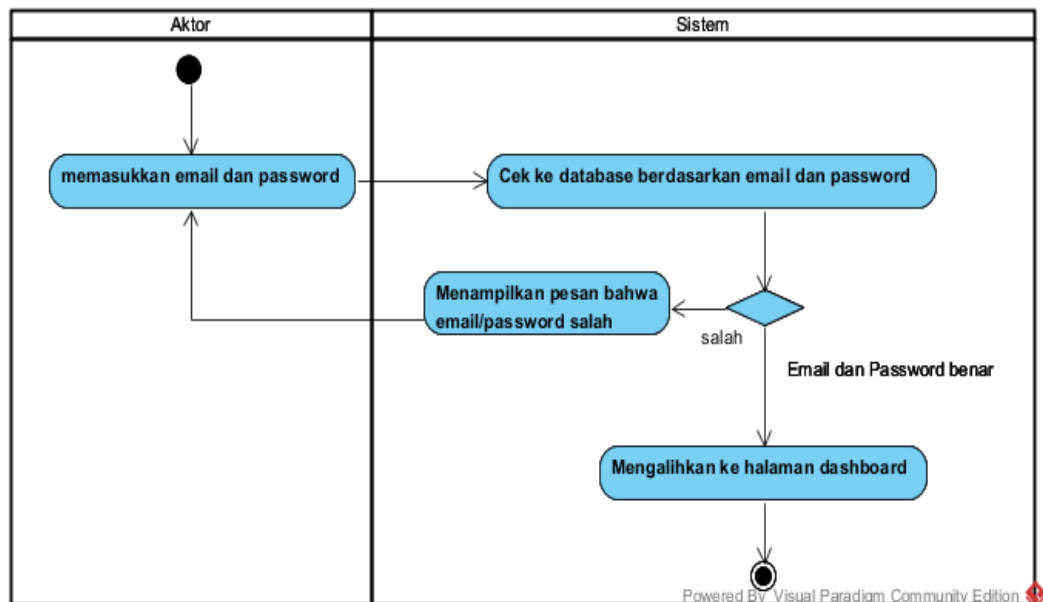 Aktor
Sistem
memasukkan email dan password
Cek ke database berdasarkan email dan password
Menampilkan pesan bahwa
email/password salah
salah
Email dan Password benar
Mengalihkan ke halaman dashboard
Powered By Visual Paradigm Community Edition